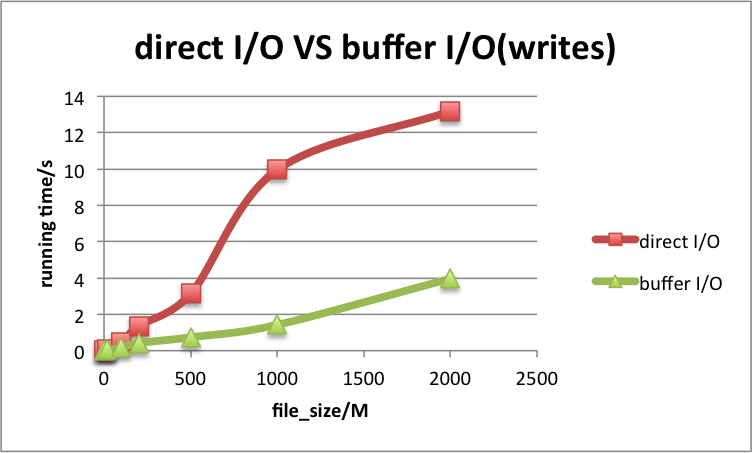 direct I/O VS buffer I/O(writes)
14
12
10
8
6
4
2
0
running time/s
0 500 1000 1500 2000 2500
file_size/M
direct I/O
buffer I/O